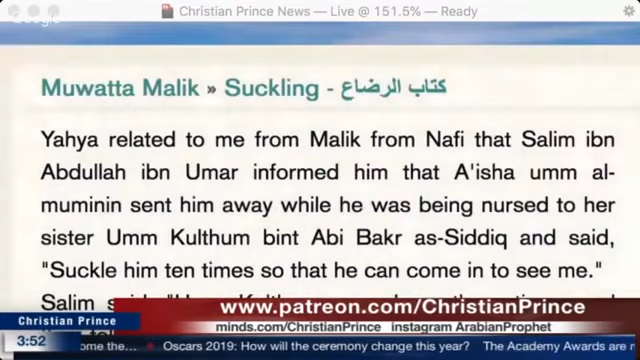 Christian Prince News — Live @ 151.5% — Ready
Google
Muwatta Malik » Suckling - كتاب الرضاع
Yahya related to me from Malik from Nafi that Salim ibn
Abdullah ibn Umar informed him that A'isha umm al-
muminin sent him away while he was being nursed to her
sister Umm Kulthum bint Abi Bakr as-Siddiq and said,
"Suckle him ten times so that he can come in to see me."
Salim
www.patreon.com/ChristianPrince
Christian Prince
minds.com/ChristianPrince instagram ArabianProphet
3:52
ome the... Oscars 2019: How will the ceremony change this year? The Academy Awards are n